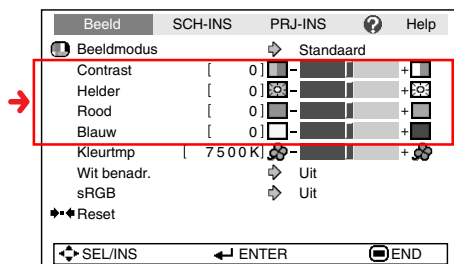 Beeld SCH-INS PRJ-INS ? Help
Beeldmodus Standaard
Contrast [ 0] - +
Helder [ 0] - +
Rood [ 0] - +
Blauw [ 0] - +
Kleurtmp [ 7500K] - +
Wit benadr. Uit
sRGB Uit
Reset
SEL/INS ENTER END